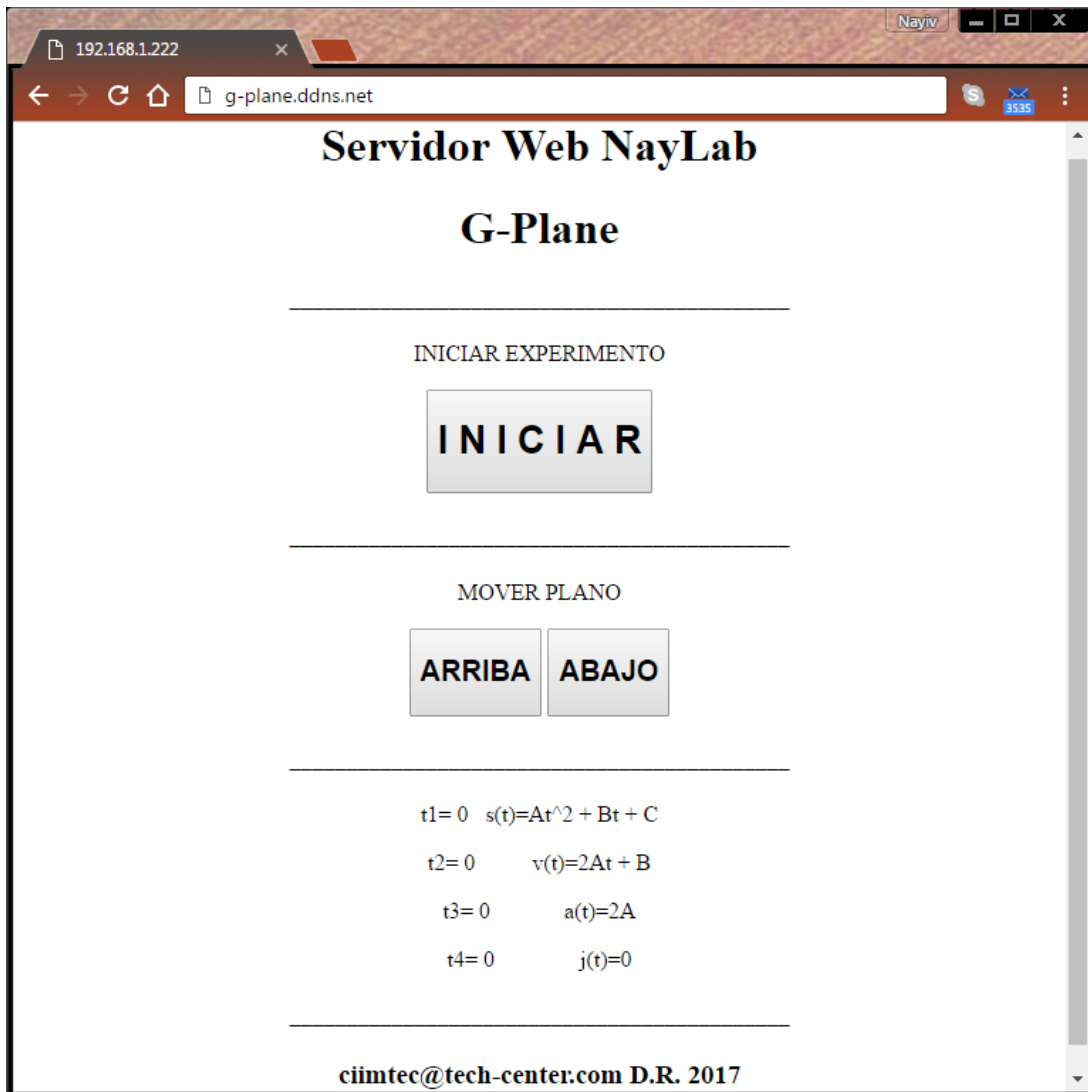 Nayiv
192.168.1.222
g-plane.ddns.net
S
3535
Servidor Web NayLab
G-Plane
INICIAR EXPERIMENTO
I N I C I A R
MOVER PLANO
ARRIBA ABAJO
t1= 0 s(t)=At^2 + Bt + C
t2= 0 v(t)=2At + B
t3= 0 a(t)=2A
t4= 0 j(t)=0
ciimtec@tech-center.com D.R. 2017